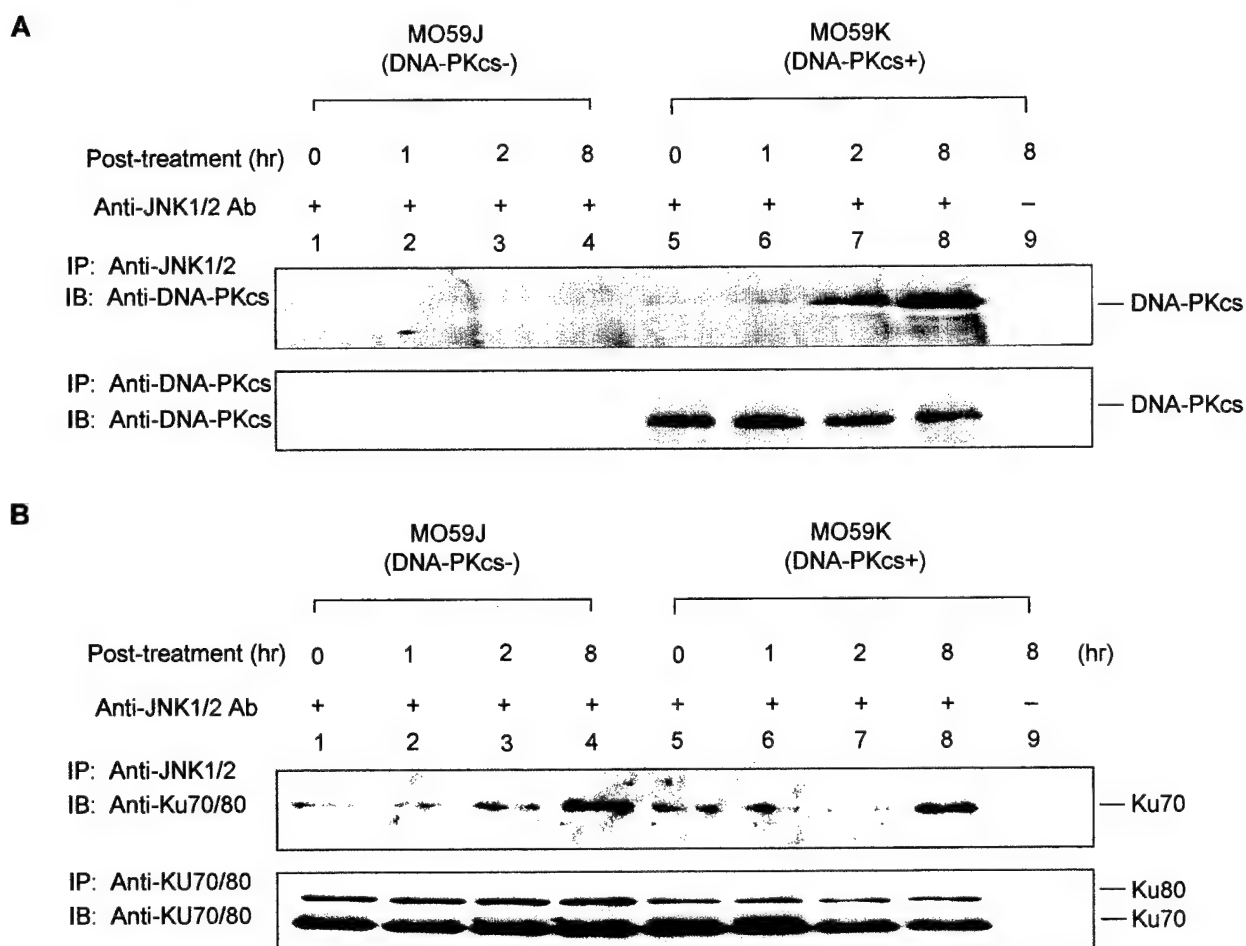 A
MO59J
(DNA-PKcs-)
MO59K
(DNA-PKcs+)
Post-treatment (hr) 0 1 2 8 0 1 2 8 8
Anti-JNK1/2 Ab + + + + + + + + –
1 2 3 4 5 6 7 8 9
IP: Anti-JNK1/2
IB: Anti-DNA-PKcs
DNA-PKcs
IP: Anti-DNA-PKcs
IB: Anti-DNA-PKcs
DNA-PKcs
B
MO59J
(DNA-PKcs-)
MO59K
(DNA-PKcs+)
Post-treatment (hr) 0 1 2 8 0 1 2 8 8 (hr)
Anti-JNK1/2 Ab + + + + + + + + –
1 2 3 4 5 6 7 8 9
IP: Anti-JNK1/2
IB: Anti-Ku70/80
Ku70
IP: Anti-KU70/80
IB: Anti-KU70/80
Ku80
Ku70